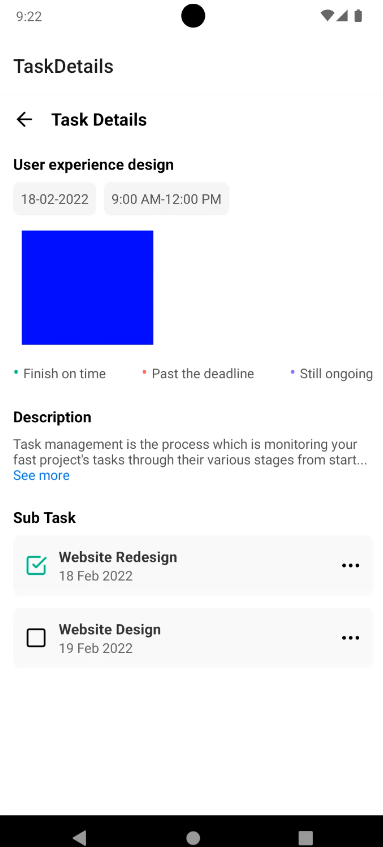 9:22
TaskDetails
Task Details
User experience design
18-02-2022
9:00 AM-12:00 PM
Finish on time
Past the deadline
Still ongoing
Description
Task management is the process which is monitoring your
fast project's tasks through their various stages from start...
See more
Sub Task
Website Redesign
18 Feb 2022
Website Design
19 Feb 2022